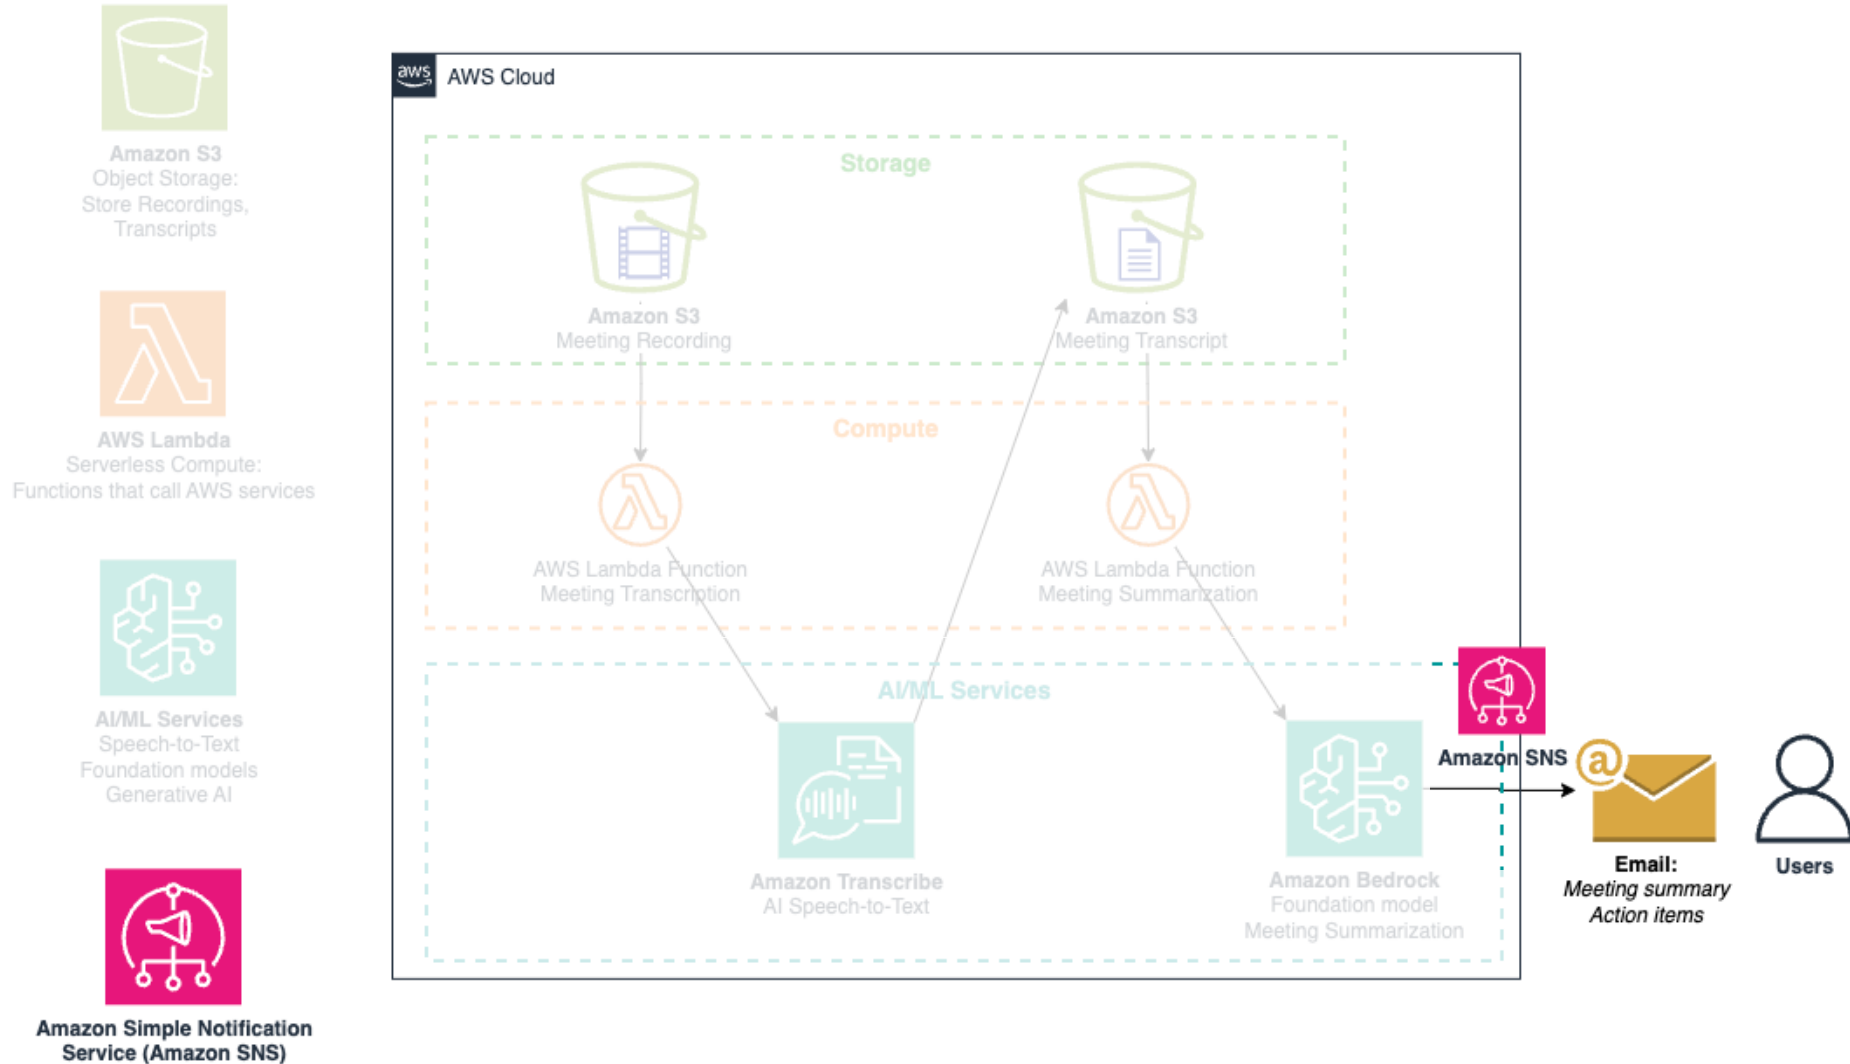 Amazon S3
Object Storage:
Store Recordings,
Transcripts
AWS Lambda
Serverless Compute:
Functions that call AWS services
AI/ML Services
Speech-to-Text
Foundation models
Generative AI
Amazon Simple Notification
Service (Amazon SNS)
aws
AWS Cloud
Storage
Amazon S3
Meeting Recording
Amazon S3
Meeting Transcript
Compute
AWS Lambda Function
Meeting Transcription
AWS Lambda Function
Meeting Summarization
AI/ML Services
Amazon Transcribe
AI Speech-to-Text
Amazon Bedrock
Foundation model
Meeting Summarization
Amazon SNS
@
Email:
Meeting summary
Action items
Users